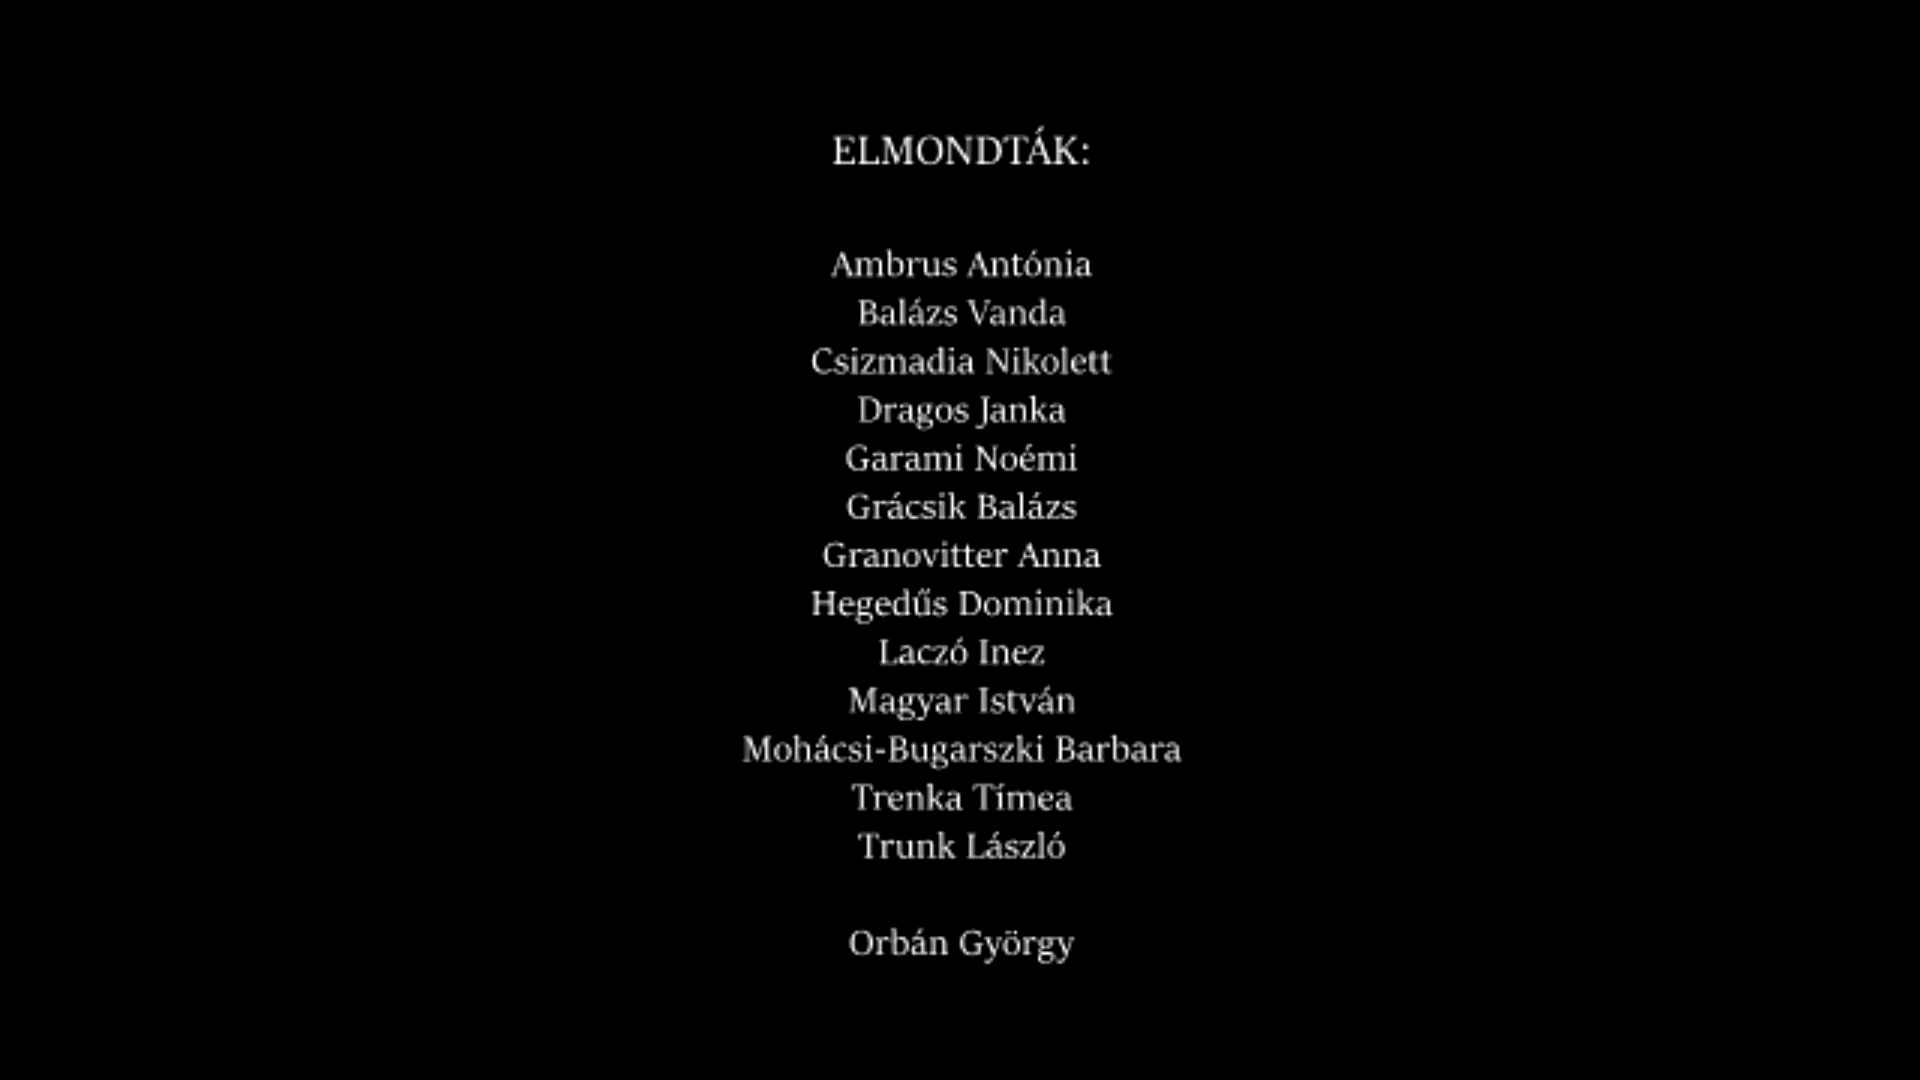 ELMONDTÁK:
Ambrus Antónia
Balázs Vanda
Csizmadia Nikolett
Dragos Janka
Garami Noémi
Grácsik Balázs
Granovitter Anna
Hegedűs Dominika
Laczó Inez
Magyar István
Mohácsi-Bugarszki Barbara
Trenka Tímea
Trunk László
Orbán György